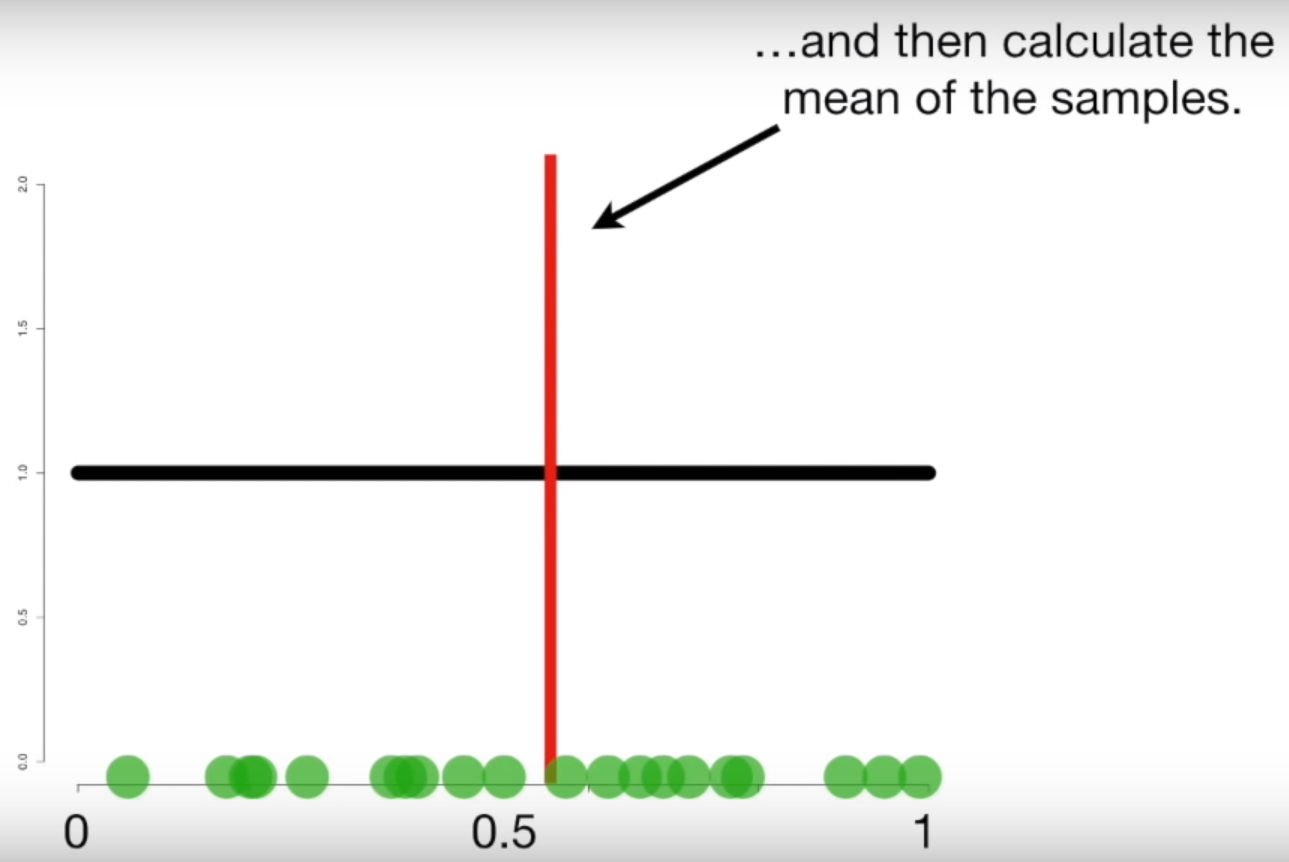 …and then calculate the
mean of the samples.
2.0
1.5
1.0
0.5
0.0
0 0.5 1